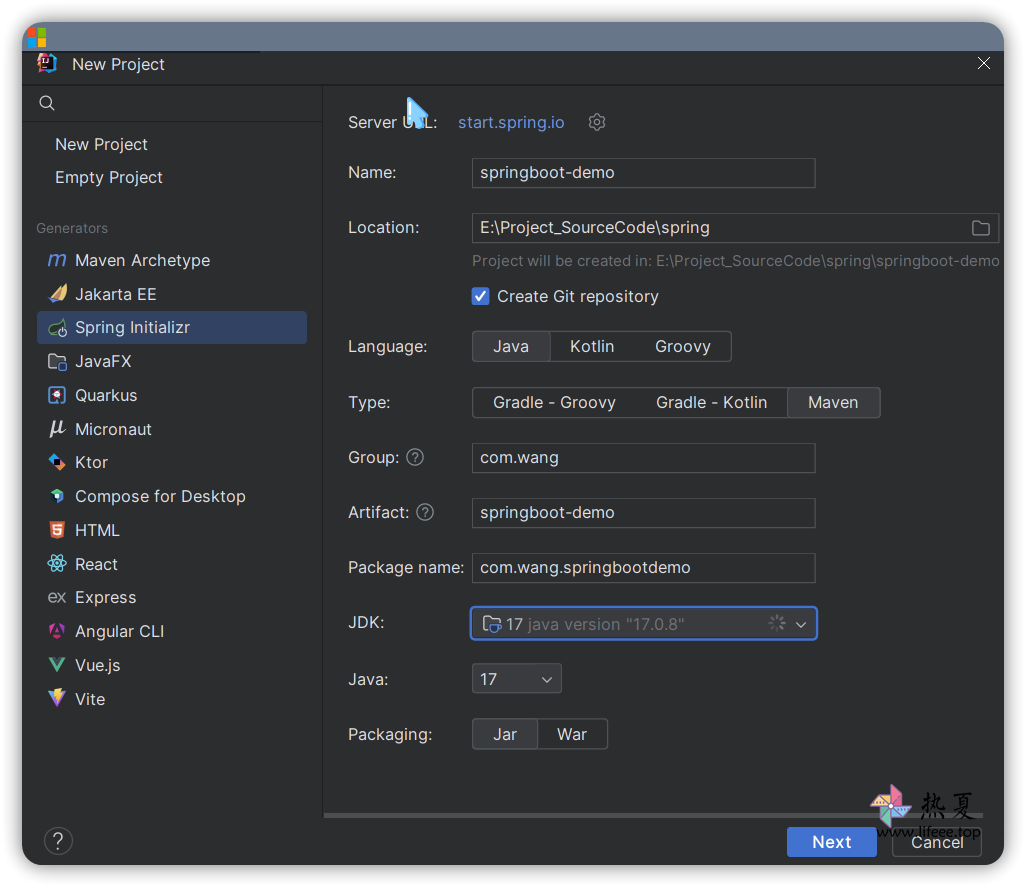 New Project
Server URL: start.spring.io
New Project
Empty Project
Generators
Maven Archetype
Jakarta EE
Spring Initializr
JavaFX
Quarkus
Micronaut
Ktor
Compose for Desktop
HTML
React
Express
Angular CLI
Vue.js
Vite
Name: springboot-demo
Location: E:\Project_SourceCode\spring
Project will be created in: E:\Project_SourceCode\spring\springboot-demo
Create Git repository
Language: Java Kotlin Groovy
Type: Gradle - Groovy Gradle - Kotlin Maven
Group: ? com.wang
Artifact: ? springboot-demo
Package name: com.wang.springbootdemo
JDK: 17 java version "17.0.8"
Java: 17
Packaging: Jar War
热夏
www.lifeee.top
? Next Cancel